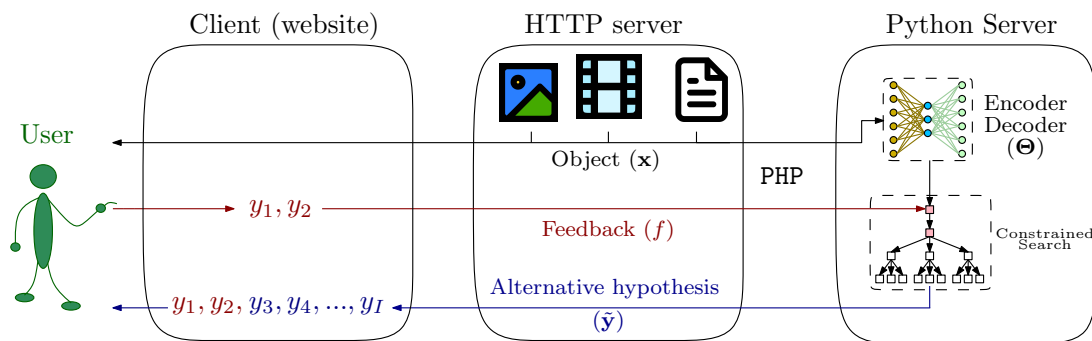 Client (website)
HTTP server
Python Server
User
Encoder
Decoder
(Θ)
Object (x)
PHP
y₁, y₂
Feedback (f)
Constrained
Search
Alternative hypothesis
(ỹ)
y₁, y₂, y₃, y₄, ..., y_I